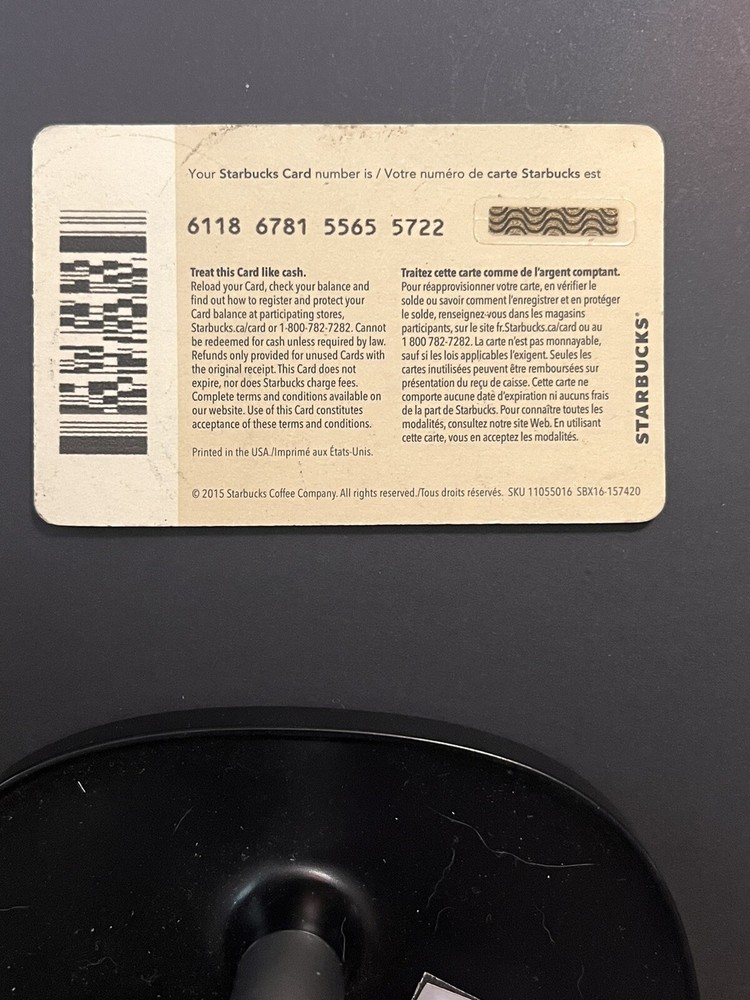 Your Starbucks Card number is / Votre numéro de carte Starbucks est
6118 6781 5565 5722
Treat this Card like cash.
Reload your Card, check your balance and
find out how to register and protect your
Card balance at participating stores,
Starbucks.ca/card or 1-800-782-7282. Cannot
be redeemed for cash unless required by law.
Refunds only provided for unused Cards with
the original receipt. This Card does not
expire, nor does Starbucks charge fees.
Complete terms and conditions available on
our website. Use of this Card constitutes
acceptance of these terms and conditions.
Printed in the USA./Imprimé aux États-Unis.
Traitez cette carte comme de l'argent comptant.
Pour réapprovisionner votre carte, en vérifier le
solde ou savoir comment l'enregistrer et en protéger
le solde, renseignez-vous dans les magasins
participants, sur le site fr.Starbucks.ca/card ou au
1 800 782-7282. La carte n'est pas monnayable,
sauf si les lois applicables l'exigent. Seules les
cartes inutilisées peuvent être remboursées sur
présentation du reçu de caisse. Cette carte ne
comporte aucune date d'expiration ni aucuns frais
de la part de Starbucks. Pour connaître toutes les
modalités, consultez notre site Web. En utilisant
cette carte, vous en acceptez les modalités.
STARBUCKS®
© 2015 Starbucks Coffee Company. All rights reserved./Tous droits réservés. SKU 11055016 SBX16-157420